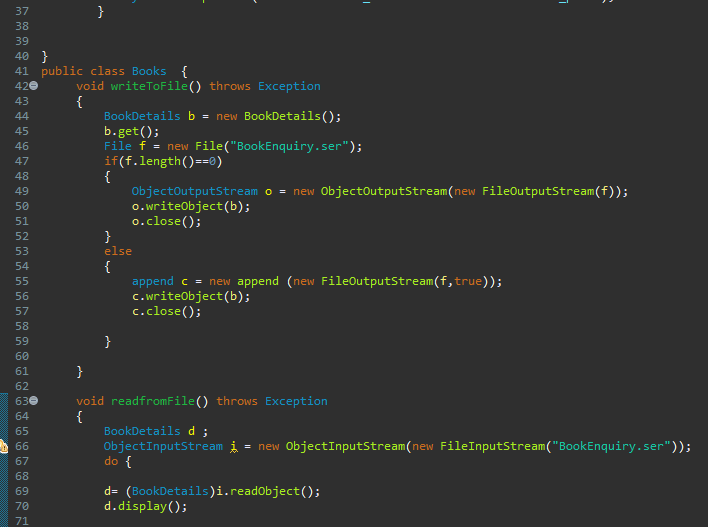 37 }
38
39
40 }
41 public class Books {
42 void writeToFile() throws Exception
43 {
44 BookDetails b = new BookDetails();
45 b.get();
46 File f = new File("BookEnquiry.ser");
47 if(f.length()==0)
48 {
49 ObjectOutputStream o = new ObjectOutputStream(new FileOutputStream(f));
50 o.writeObject(b);
51 o.close();
52 }
53 else
54 {
55 append c = new append (new FileOutputStream(f,true));
56 c.writeObject(b);
57 c.close();
58
59 }
60
61 }
62
63 void readfromFile() throws Exception
64 {
65 BookDetails d ;
66 ObjectInputStream i = new ObjectInputStream(new FileInputStream("BookEnquiry.ser"));
67 do {
68
69 d= (BookDetails)i.readObject();
70 d.display();
71